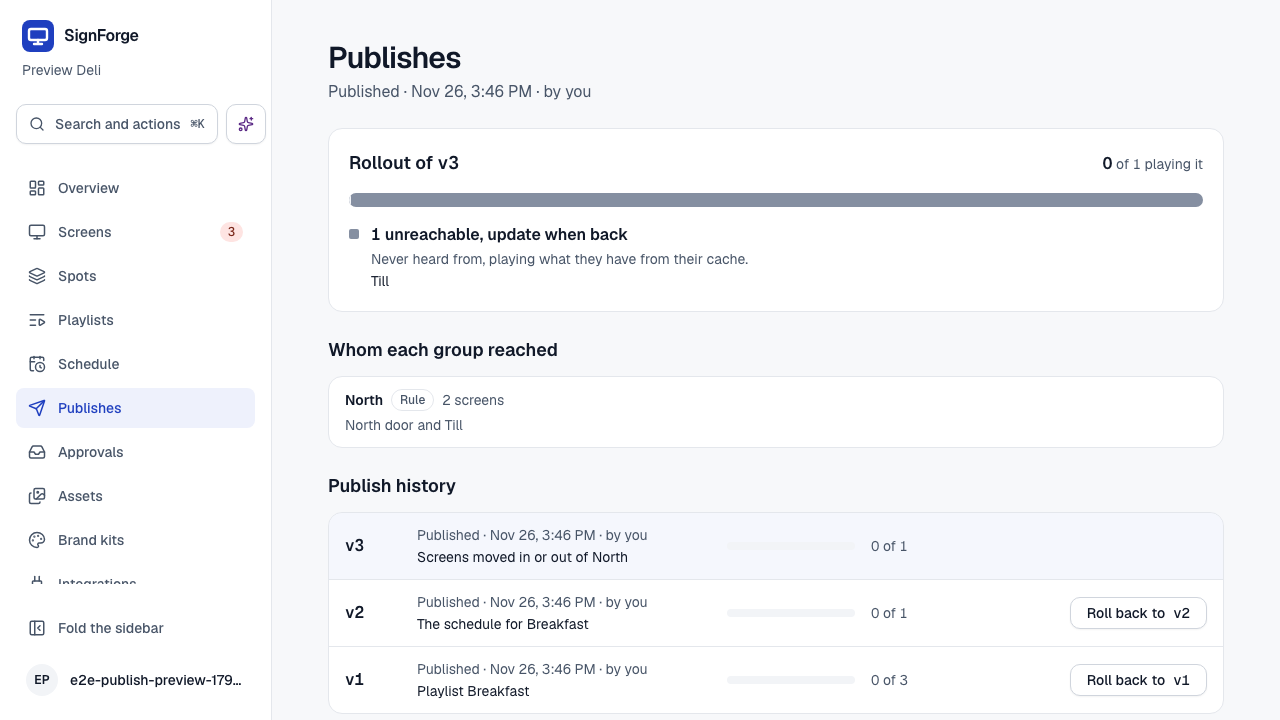 SignForge
Preview Deli
Search and actions ⌘K
Overview
Screens 3
Spots
Playlists
Schedule
Publishes
Approvals
Assets
Brand kits
Integrations
Fold the sidebar
EP e2e-publish-preview-179…
Publishes
Published · Nov 26, 3:46 PM · by you
Rollout of v3
0 of 1 playing it
1 unreachable, update when back
Never heard from, playing what they have from their cache.
Till
Whom each group reached
North Rule 2 screens
North door and Till
Publish history
v3 Published · Nov 26, 3:46 PM · by you 0 of 1
Screens moved in or out of North
v2 Published · Nov 26, 3:46 PM · by you 0 of 1 Roll back to v2
The schedule for Breakfast
v1 Published · Nov 26, 3:46 PM · by you 0 of 3 Roll back to v1
Playlist Breakfast